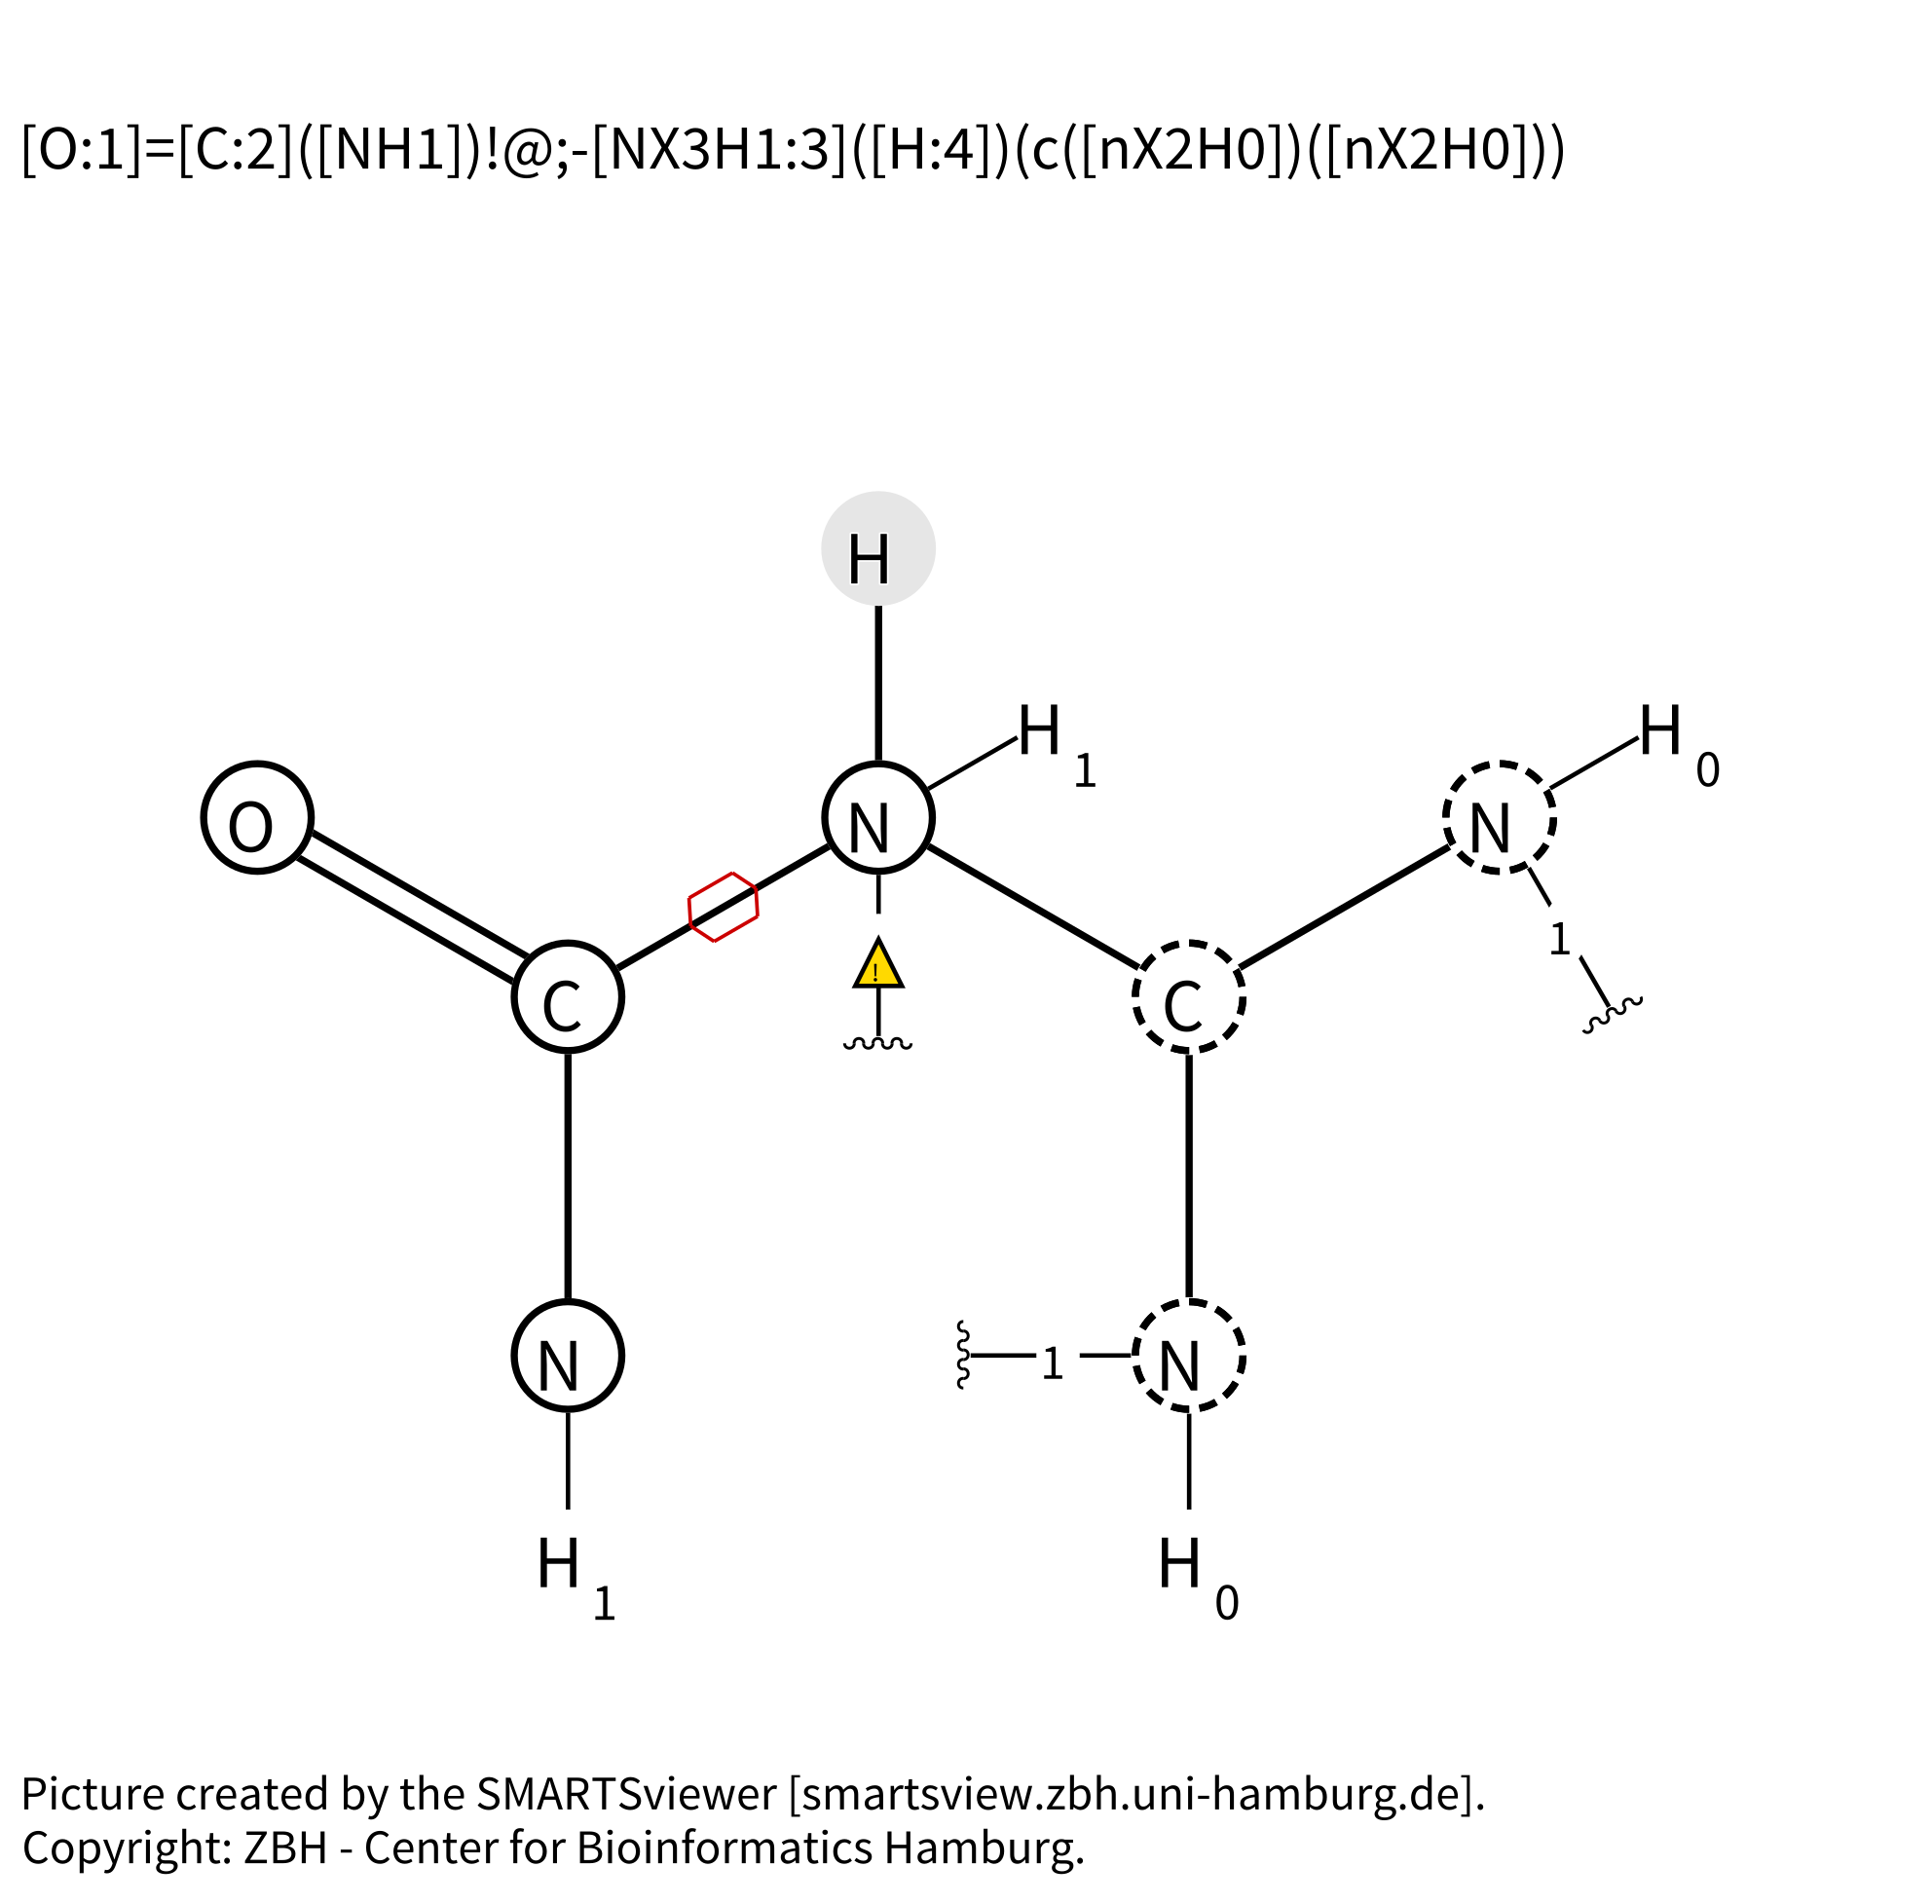 [O:1]=[C:2]([NH1])!@;-[NX3H1:3]([H:4])(c([nX2H0])([nX2H0]))
H
H 1
H 0
O
N
N
!
1
C
C
1
N
N
H 1
H 0
Picture created by the SMARTSviewer [smartsview.zbh.uni-hamburg.de].
Copyright: ZBH - Center for Bioinformatics Hamburg.